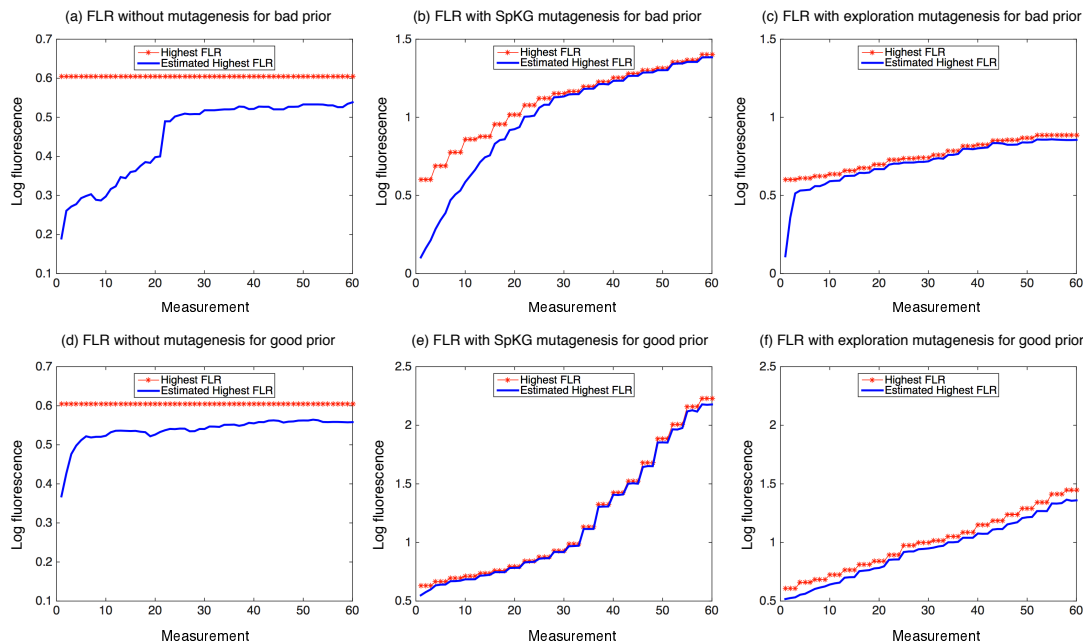 (a) FLR without mutagenesis for bad prior
0.7
0.6
0.5
0.4
0.3
0.2
0.1
Log fluorescence
Highest FLR
Estimated Highest FLR
0 10 20 30 40 50 60
Measurement
(b) FLR with SpKG mutagenesis for bad prior
1.5
1
0.5
0
Log fluorescence
Highest FLR
Estimated Highest FLR
0 10 20 30 40 50 60
Measurement
(c) FLR with exploration mutagenesis for bad prior
1.5
1
0.5
0
Log fluorescence
Highest FLR
Estimated Highest FLR
0 10 20 30 40 50 60
Measurement
(d) FLR without mutagenesis for good prior
0.7
0.6
0.5
0.4
0.3
0.2
0.1
Log fluorescence
Highest FLR
Estimated Highest FLR
0 10 20 30 40 50 60
Measurement
(e) FLR with SpKG mutagenesis for good prior
2.5
2
1.5
1
0.5
Log fluorescence
Highest FLR
Estimated Highest FLR
0 10 20 30 40 50 60
Measurement
(f) FLR with exploration mutagenesis for good prior
2.5
2
1.5
1
0.5
Log fluorescence
Highest FLR
Estimated Highest FLR
0 10 20 30 40 50 60
Measurement